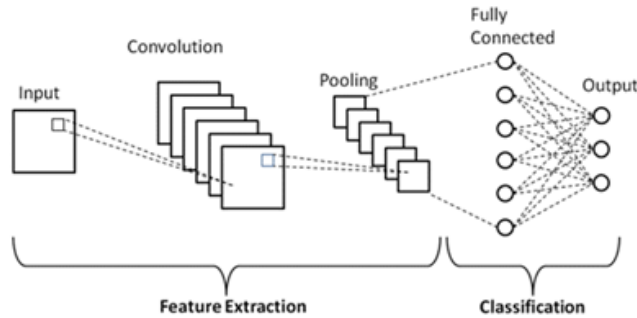 Input
Convolution
Pooling
Fully
Connected
Output
Feature Extraction
Classification